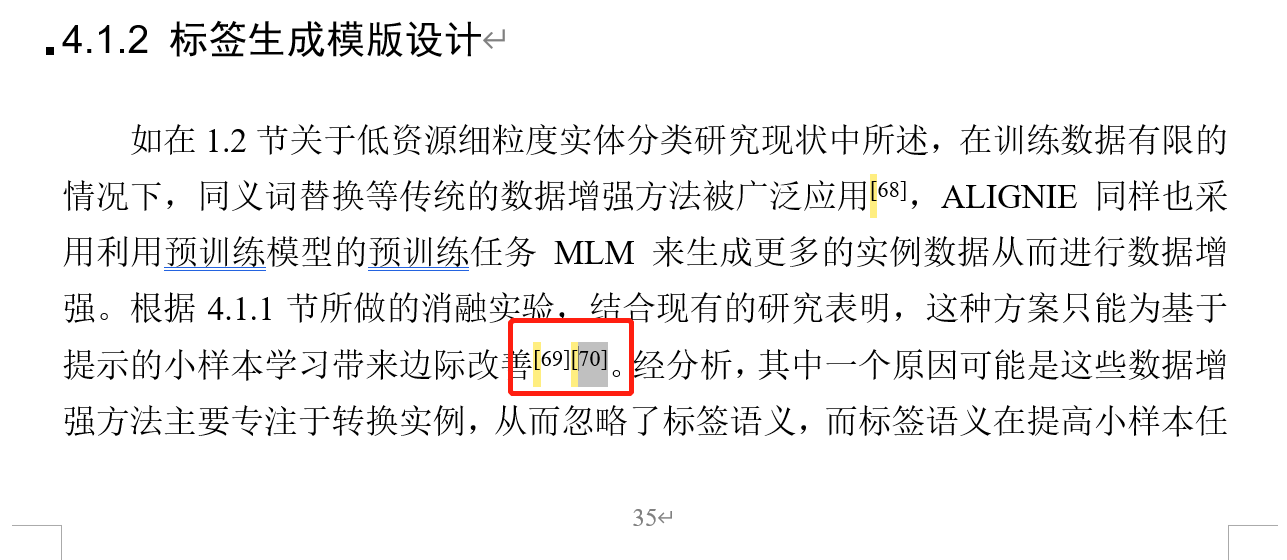 4.1.2 标签生成模版设计↵
如在 1.2 节关于低资源细粒度实体分类研究现状中所述，在训练数据有限的
情况下，同义词替换等传统的数据增强方法被广泛应用[68]，ALIGNIE 同样也采
用利用预训练模型的预训练任务 MLM 来生成更多的实例数据从而进行数据增
强。根据 4.1.1 节所做的消融实验，结合现有的研究表明，这种方案只能为基于
提示的小样本学习带来边际改善[69][70]。经分析，其中一个原因可能是这些数据增
强方法主要专注于转换实例，从而忽略了标签语义，而标签语义在提高小样本任
35↵